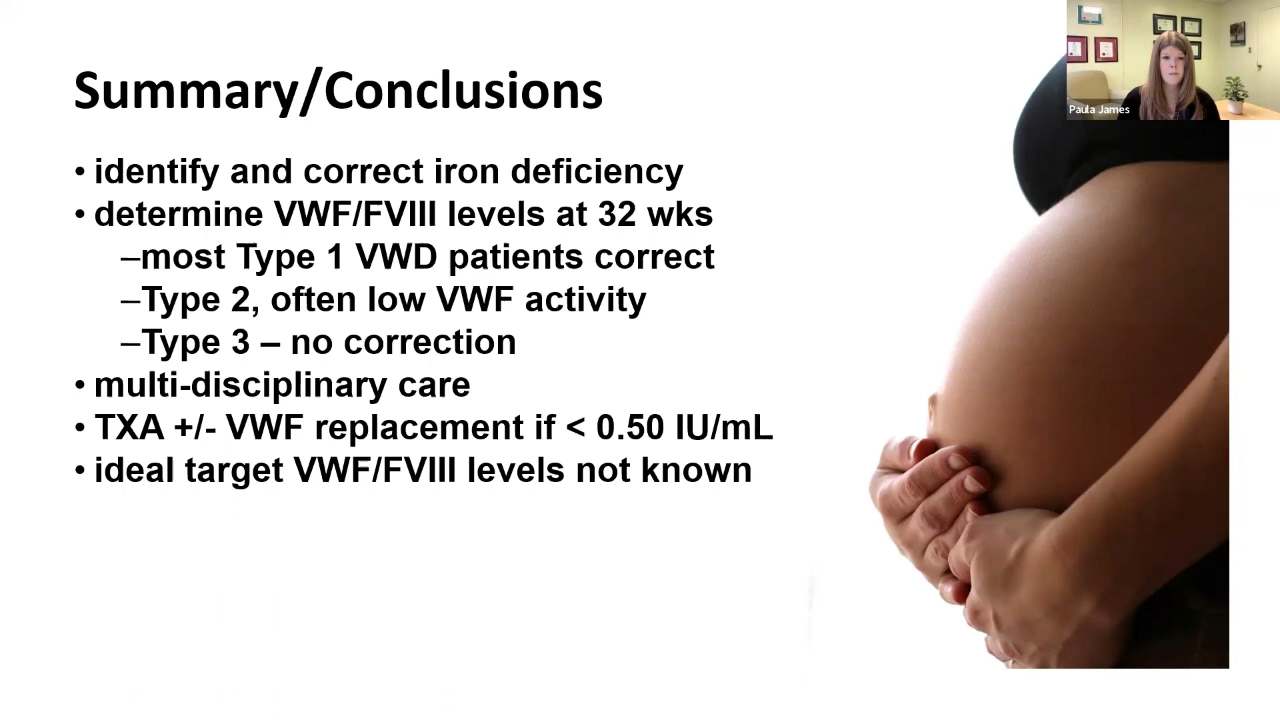 Summary/Conclusions
Paula James
• identify and correct iron deficiency
• determine VWF/FVIII levels at 32 wks
–most Type 1 VWD patients correct
–Type 2, often low VWF activity
–Type 3 – no correction
• multi-disciplinary care
• TXA +/- VWF replacement if < 0.50 IU/mL
• ideal target VWF/FVIII levels not known